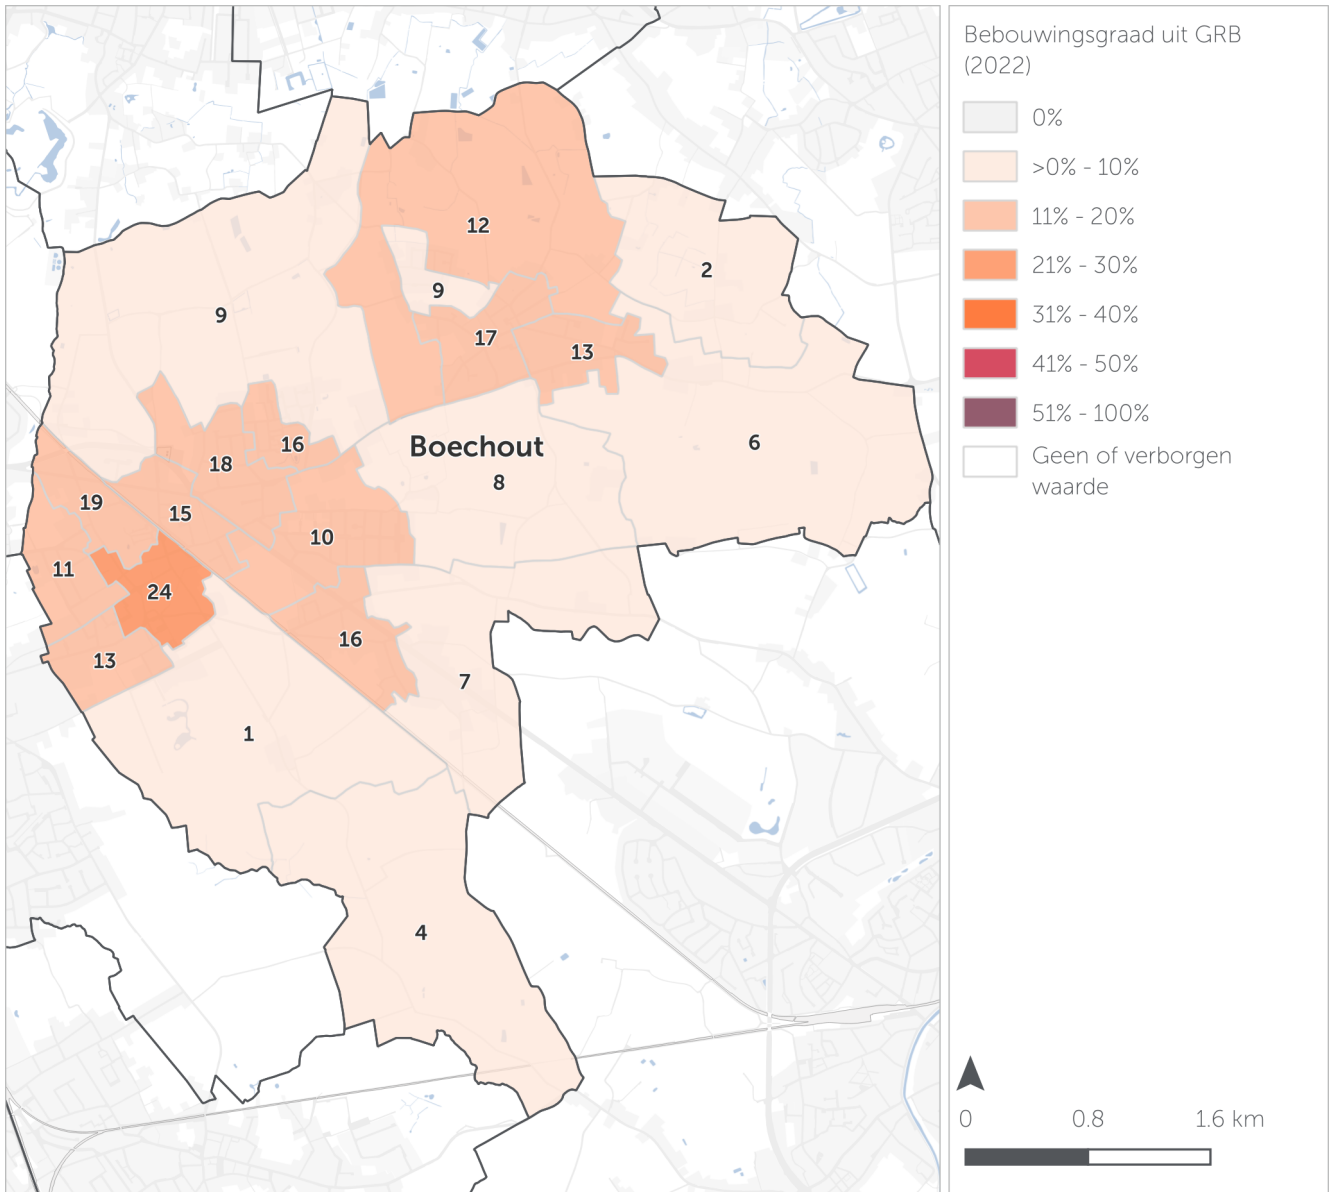 12
2
9
9
17
13
Boechout
16
6
18
8
19
15
10
11
24
16
13
7
1
4
Bebouwingsgraad uit GRB
(2022)
0%
>0% - 10%
11% - 20%
21% - 30%
31% - 40%
41% - 50%
51% - 100%
Geen of verborgen
waarde
0 0.8 1.6 km